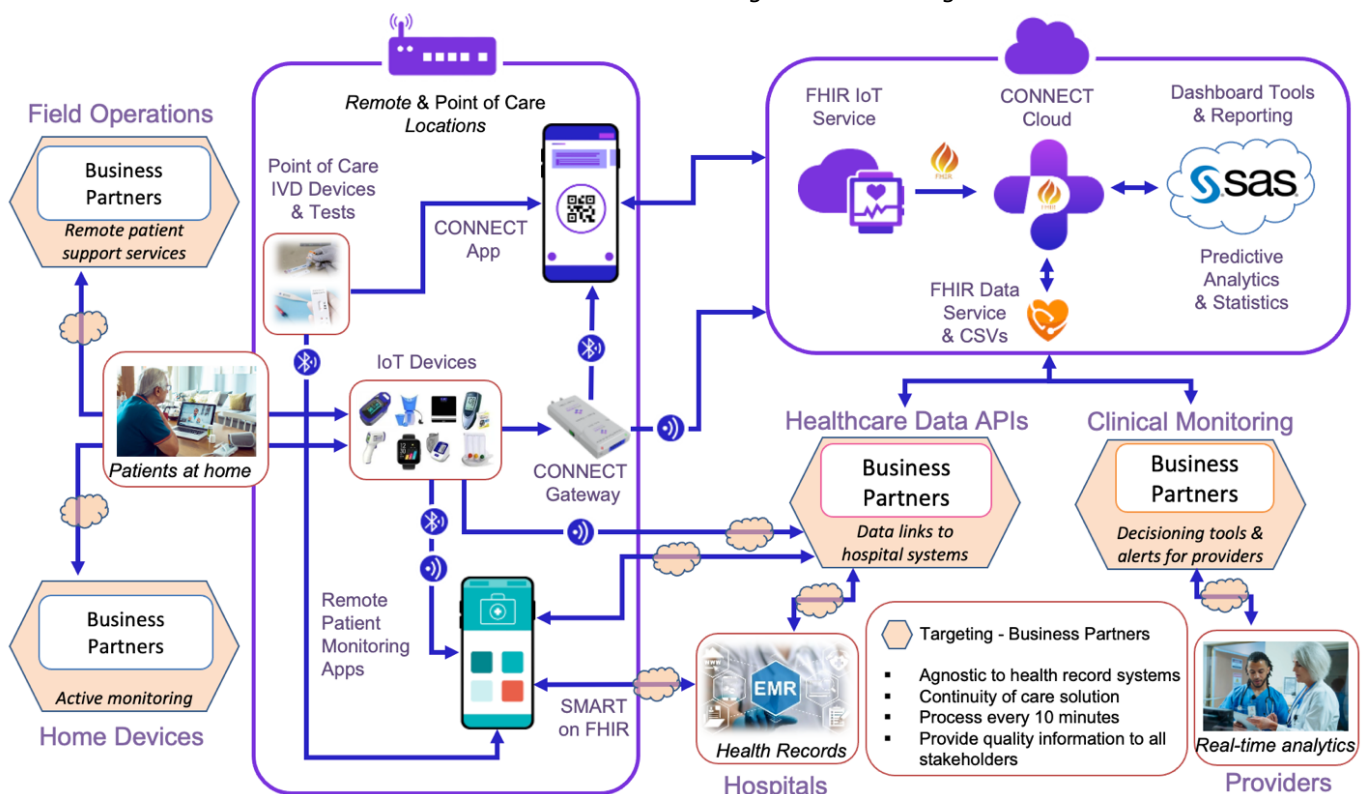 Remote & Point of Care
Locations
Field Operations
Business
Partners
Remote patient
support services
Point of Care
IVD Devices
& Tests
CONNECT
App
FHIR IoT
Service
FHIR
CONNECT
Cloud
FHIR
Dashboard Tools
& Reporting
sas
Predictive
Analytics
& Statistics
FHIR Data
Service
& CSVs
IoT Devices
Patients at home
CONNECT
Gateway
Healthcare Data APIs
Business
Partners
Data links to
hospital systems
Clinical Monitoring
Business
Partners
Decisioning tools &
alerts for providers
Business
Partners
Active monitoring
Home Devices
Remote
Patient
Monitoring
Apps
SMART
on FHIR
EMR
Health Records
Hospitals
Targeting - Business Partners
▪ Agnostic to health record systems
▪ Continuity of care solution
▪ Process every 10 minutes
▪ Provide quality information to all
stakeholders
Real-time analytics
Providers